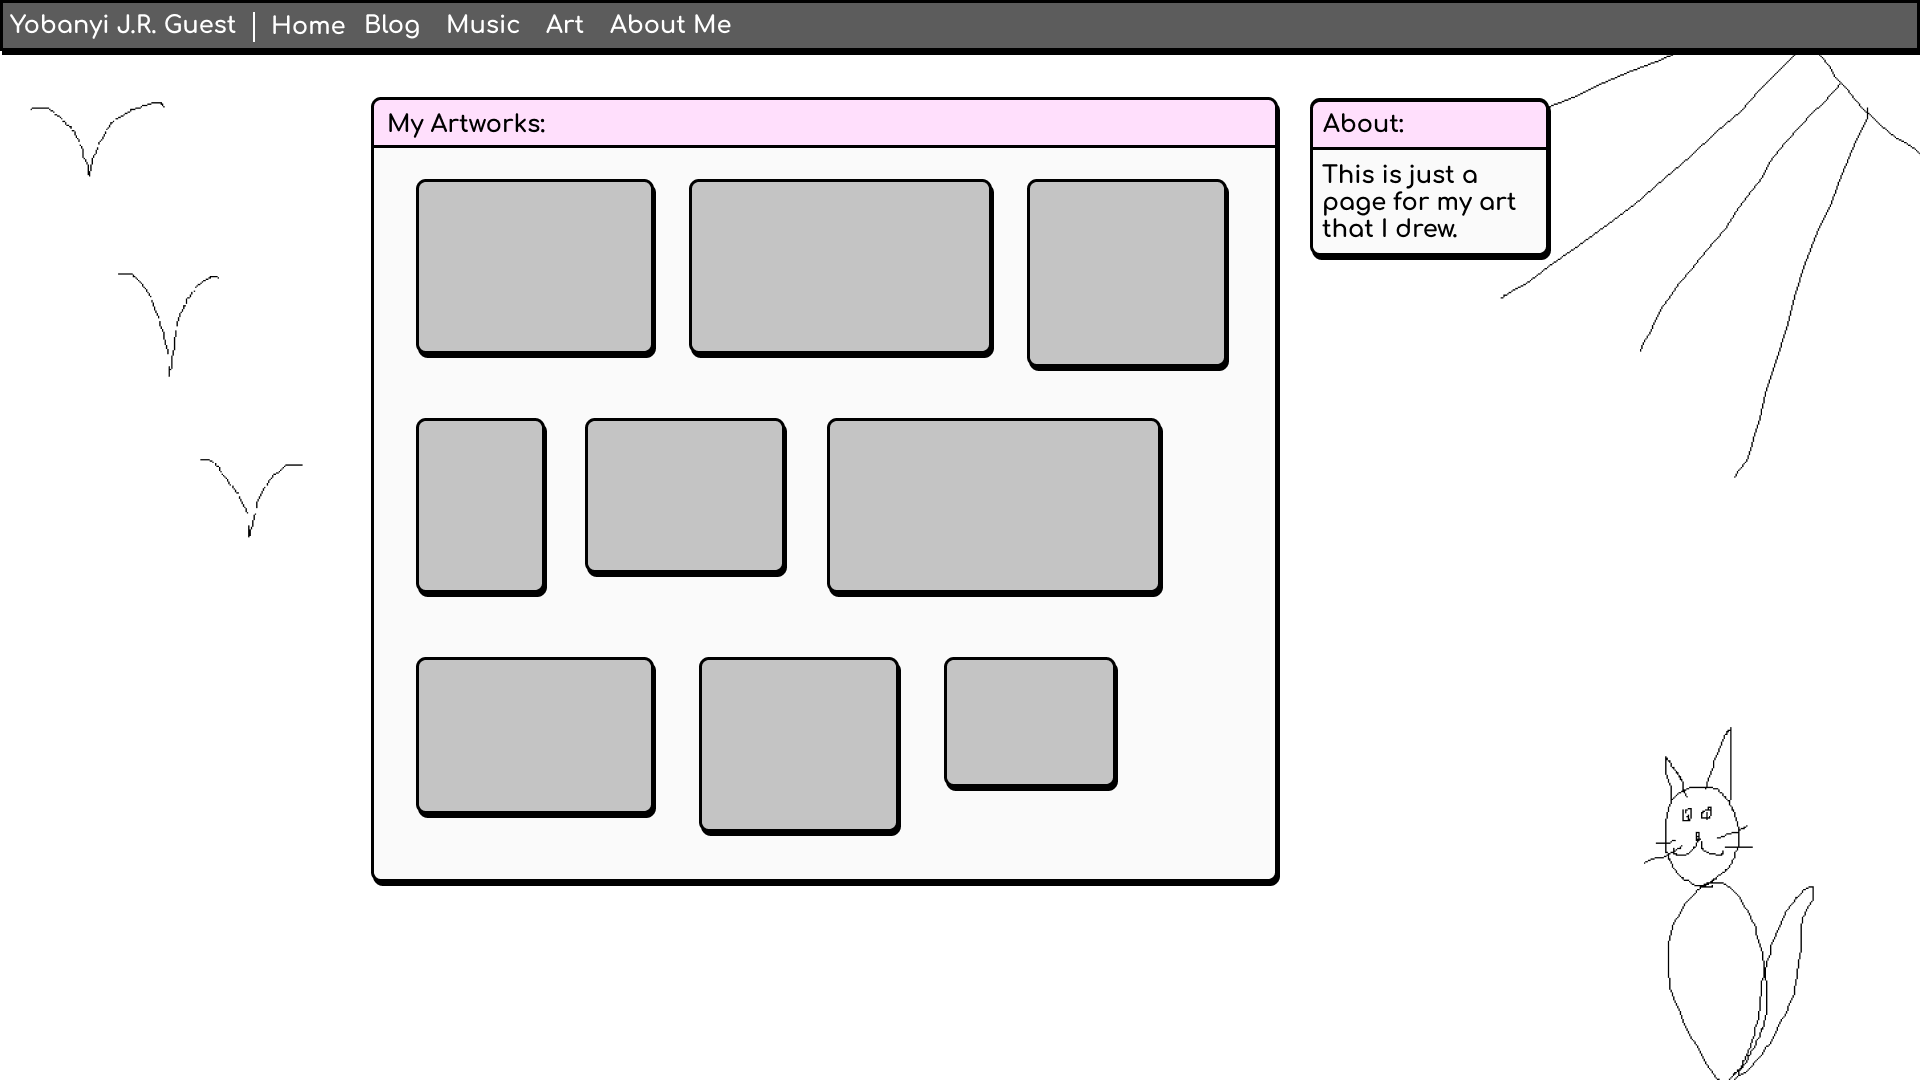 Yobanyi J.R. Guest | Home Blog Music Art About Me
My Artworks:
About:
This is just a
page for my art
that I drew.